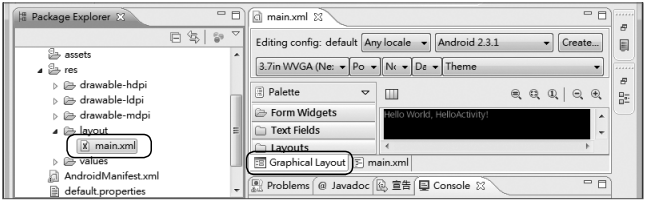 Package Explorer
assets
res
drawable-hdpi
drawable-ldpi
drawable-mdpi
layout
main.xml
values
AndroidManifest.xml
default.properties
main.xml
Editing config: default Any locale Android 2.3.1 Create...
3.7in WVGA (Ne: Po Nc Da Theme
Palette
Form Widgets
Text Fields
Layouts
Hello World, HelloActivity!
Graphical Layout main.xml
Problems @ Javadoc 宣告 Console